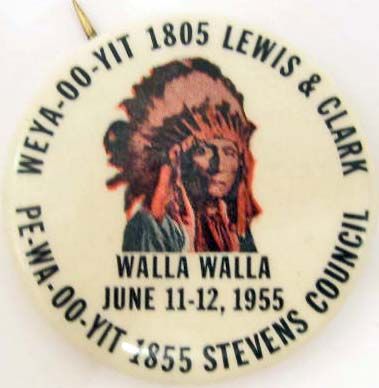 WEYA-OO-YIT 1805 LEWIS & CLARK
WALLA WALLA
JUNE 11-12, 1955
PE-WA-OO-YIT 1855 STEVENS COUNCIL